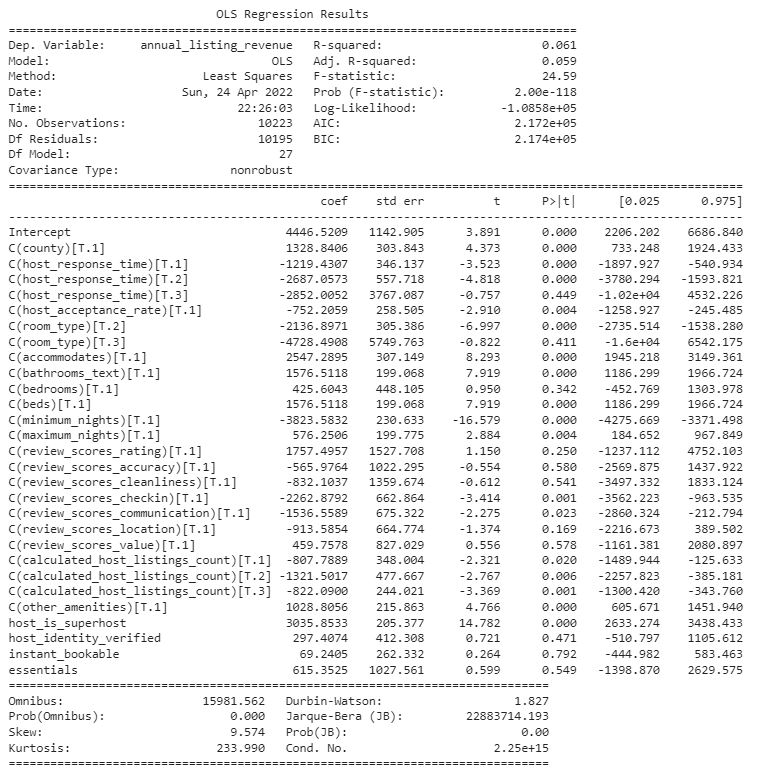 OLS Regression Results
==============================================================================
Dep. Variable: annual_listing_revenue R-squared: 0.061
Model: OLS Adj. R-squared: 0.059
Method: Least Squares F-statistic: 24.59
Date: Sun, 24 Apr 2022 Prob (F-statistic): 2.00e-118
Time: 22:26:03 Log-Likelihood: -1.0858e+05
No. Observations: 10223 AIC: 2.172e+05
Df Residuals: 10195 BIC: 2.174e+05
Df Model: 27
Covariance Type: nonrobust
==============================================================================
coef std err t P>|t| [0.025 0.975]
------------------------------------------------------------------------------
Intercept 4446.5209 1142.905 3.891 0.000 2206.202 6686.840
C(county)[T.1] 1328.8406 303.843 4.373 0.000 733.248 1924.433
C(host_response_time)[T.1] -1219.4307 346.137 -3.523 0.000 -1897.927 -540.934
C(host_response_time)[T.2] -2687.0573 557.718 -4.818 0.000 -3780.294 -1593.821
C(host_response_time)[T.3] -2852.0052 3767.087 -0.757 0.449 -1.02e+04 4532.226
C(host_acceptance_rate)[T.1] -752.2059 258.505 -2.910 0.004 -1258.927 -245.485
C(room_type)[T.2] -2136.8971 305.386 -6.997 0.000 -2735.514 -1538.280
C(room_type)[T.3] -4728.4908 5749.763 -0.822 0.411 -1.6e+04 6542.175
C(accommodates)[T.1] 2547.2895 307.149 8.293 0.000 1945.218 3149.361
C(bathrooms_text)[T.1] 1576.5118 199.068 7.919 0.000 1186.299 1966.724
C(bedrooms)[T.1] 425.6043 448.105 0.950 0.342 -452.769 1303.978
C(beds)[T.1] 1576.5118 199.068 7.919 0.000 1186.299 1966.724
C(minimum_nights)[T.1] -3823.5832 230.633 -16.579 0.000 -4275.669 -3371.498
C(maximum_nights)[T.1] 576.2506 199.775 2.884 0.004 184.652 967.849
C(review_scores_rating)[T.1] 1757.4957 1527.708 1.150 0.250 -1237.112 4752.103
C(review_scores_accuracy)[T.1] -565.9764 1022.295 -0.554 0.580 -2569.875 1437.922
C(review_scores_cleanliness)[T.1] -832.1037 1359.674 -0.612 0.541 -3497.332 1833.124
C(review_scores_checkin)[T.1] -2262.8792 662.864 -3.414 0.001 -3562.223 -963.535
C(review_scores_communication)[T.1] -1536.5589 675.322 -2.275 0.023 -2860.324 -212.794
C(review_scores_location)[T.1] -913.5854 664.774 -1.374 0.169 -2216.673 389.502
C(review_scores_value)[T.1] 459.7578 827.029 0.556 0.578 -1161.381 2080.897
C(calculated_host_listings_count)[T.1] -807.7889 348.004 -2.321 0.020 -1489.944 -125.633
C(calculated_host_listings_count)[T.2] -1321.5017 477.667 -2.767 0.006 -2257.823 -385.181
C(calculated_host_listings_count)[T.3] -822.0900 244.021 -3.369 0.001 -1300.420 -343.760
C(other_amenities)[T.1] 1028.8056 215.863 4.766 0.000 605.671 1451.940
host_is_superhost 3035.8533 205.377 14.782 0.000 2633.274 3438.433
host_identity_verified 297.4074 412.308 0.721 0.471 -510.797 1105.612
instant_bookable 69.2405 262.332 0.264 0.792 -444.982 583.463
essentials 615.3525 1027.561 0.599 0.549 -1398.870 2629.575
==============================================================================
Omnibus: 15981.562 Durbin-Watson: 1.827
Prob(Omnibus): 0.000 Jarque-Bera (JB): 22883714.193
Skew: 9.574 Prob(JB): 0.00
Kurtosis: 233.990 Cond. No. 2.25e+15
==============================================================================